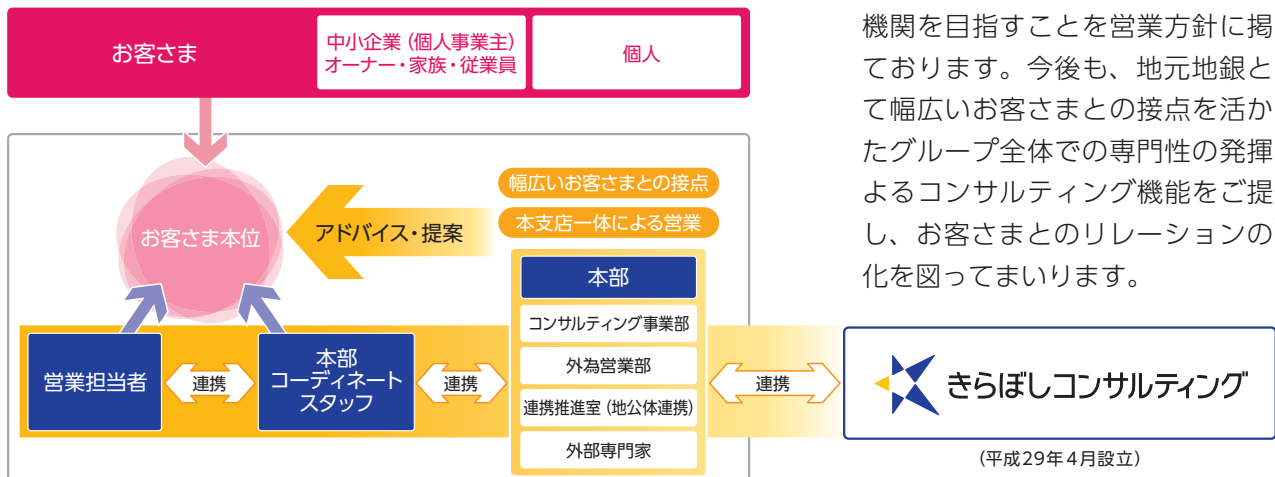 お客さま
中小企業(個人事業主)
オーナー・家族・従業員
個人
お客さま本位
アドバイス・提案
幅広いお客さまとの接点
本支店一体による営業
本部
コンサルティング事業部
外為営業部
連携推進室(地公体連携)
外部専門家
営業担当者
連携
本部
コーディネート
スタッフ
連携
連携
きらぼしコンサルティング
(平成29年4月設立)
機関を目指すことを営業方針に掲
ております。今後も、地元地銀と
て幅広いお客さまとの接点を活か
たグループ全体での専門性の発揮
よるコンサルティング機能をご提
し、お客さまとのリレーションの
化を図ってまいります。